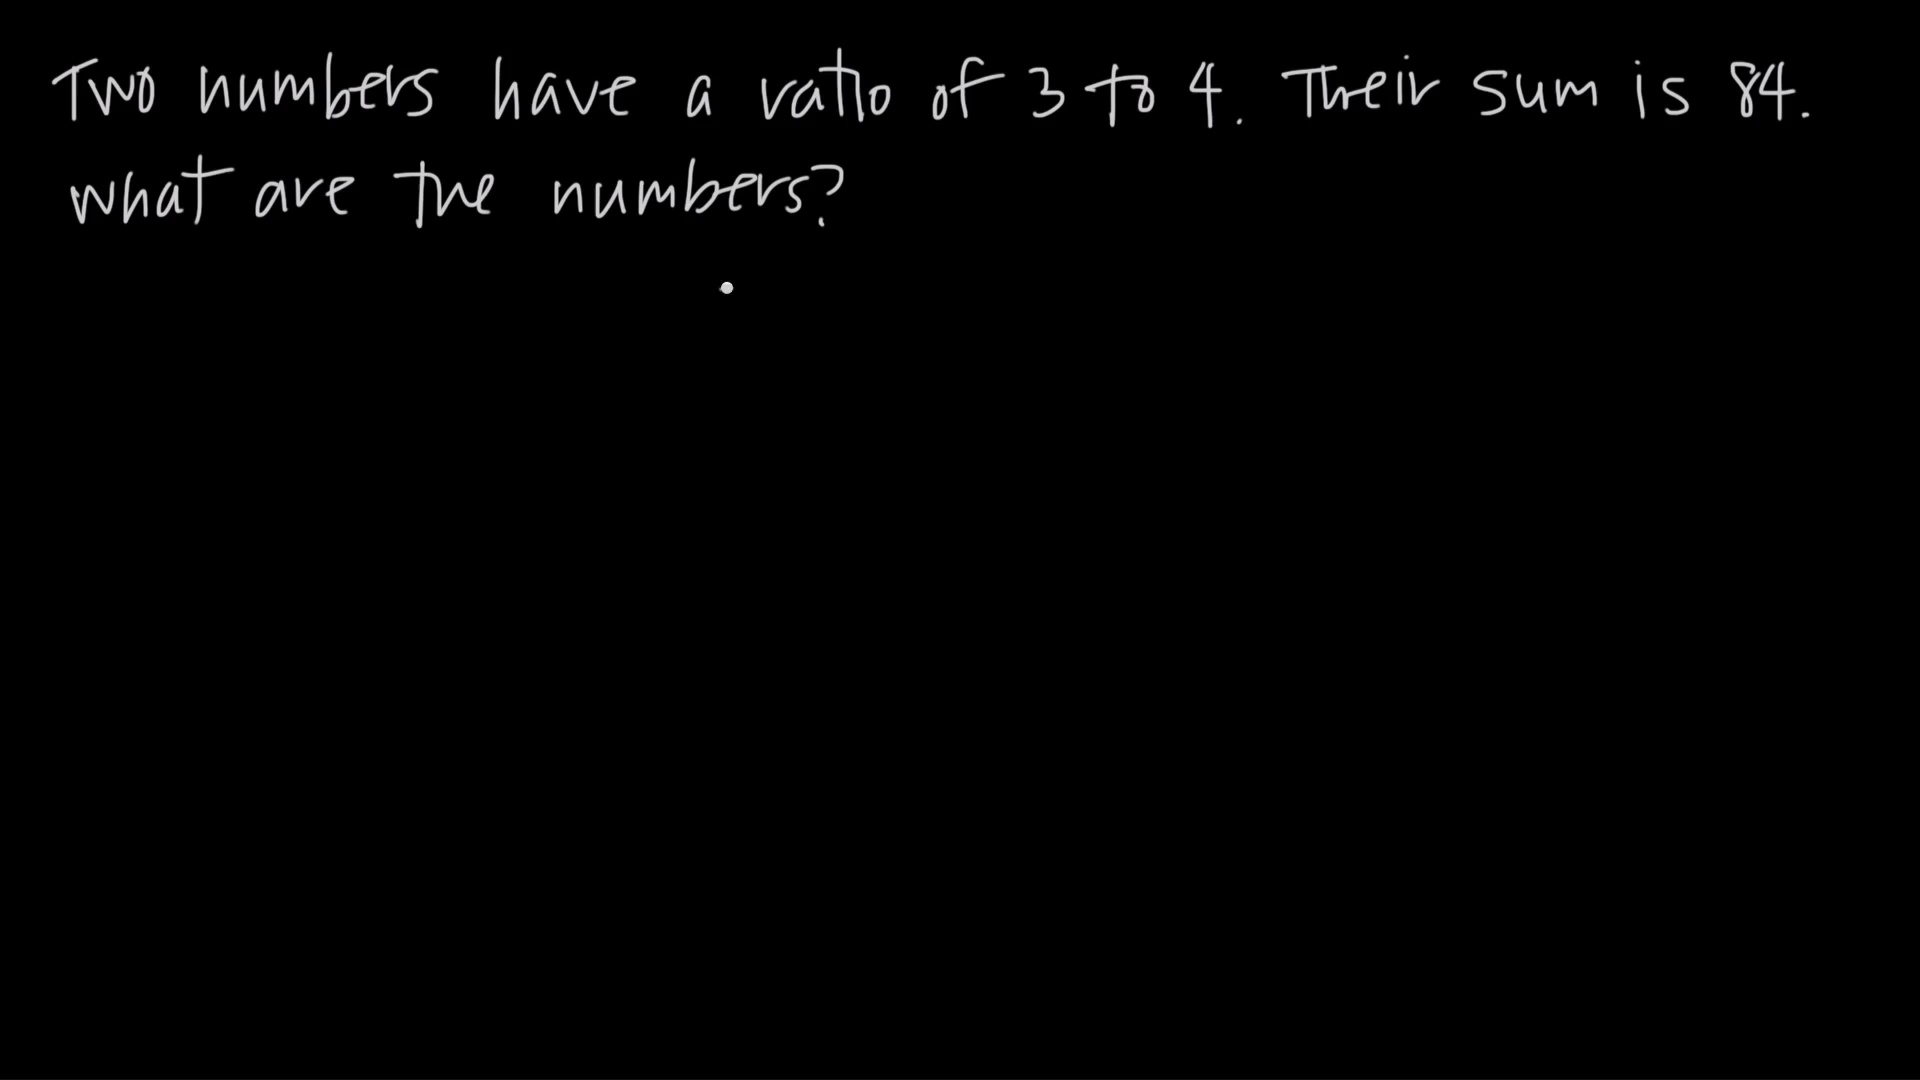 Two numbers have a ratio of 3 to 4. Their sum is 84.
what are the numbers?